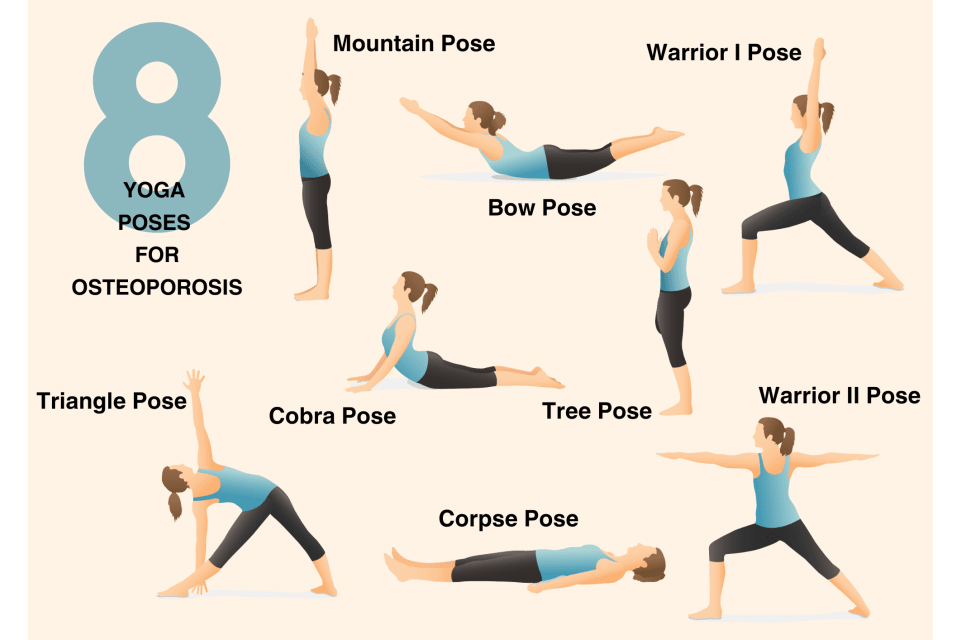 8
YOGA
POSES
FOR
OSTEOPOROSIS
Mountain Pose
Warrior I Pose
Bow Pose
Triangle Pose
Cobra Pose
Tree Pose
Warrior II Pose
Corpse Pose